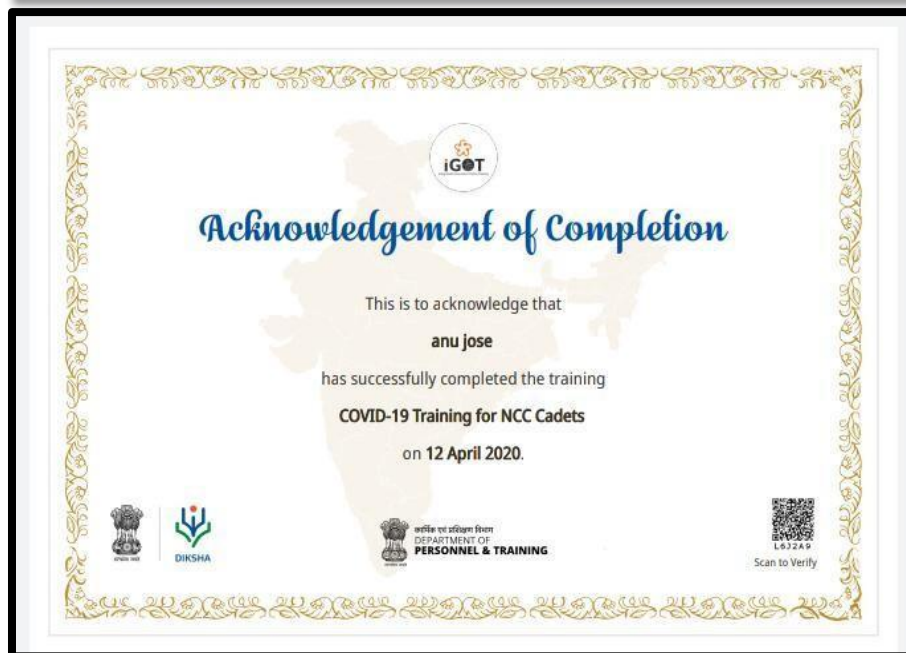 iGOT
Acknowledgement of Completion
This is to acknowledge that
anu jose
has successfully completed the training
COVID-19 Training for NCC Cadets
on 12 April 2020.
DIKSHA
कार्मिक एवं प्रशिक्षण विभाग
DEPARTMENT OF
PERSONNEL & TRAINING
L6J2A9
Scan to Verify